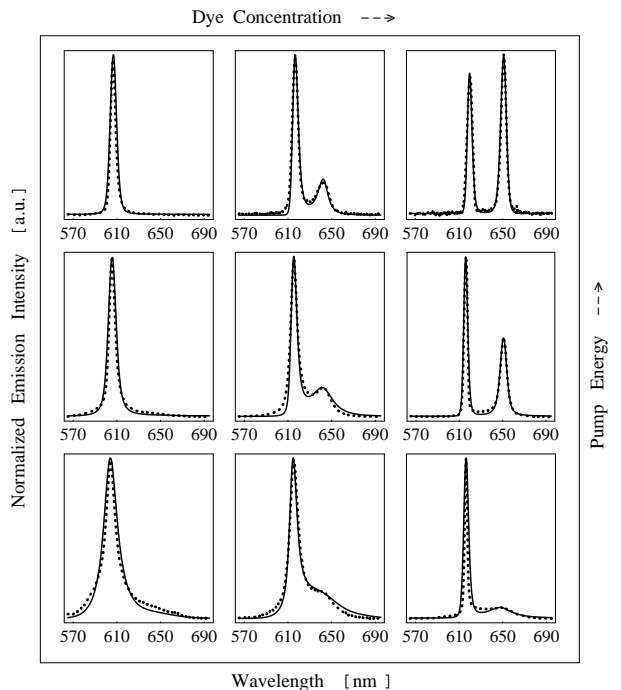 Dye Concentration -->
570 610 650 690 570 610 650 690 570 610 650 690
570 610 650 690 570 610 650 690 570 610 650 690
570 610 650 690 570 610 650 690 570 610 650 690
Normalized Emission Intensity [a.u.]
Pump Energy -->
Wavelength [nm]